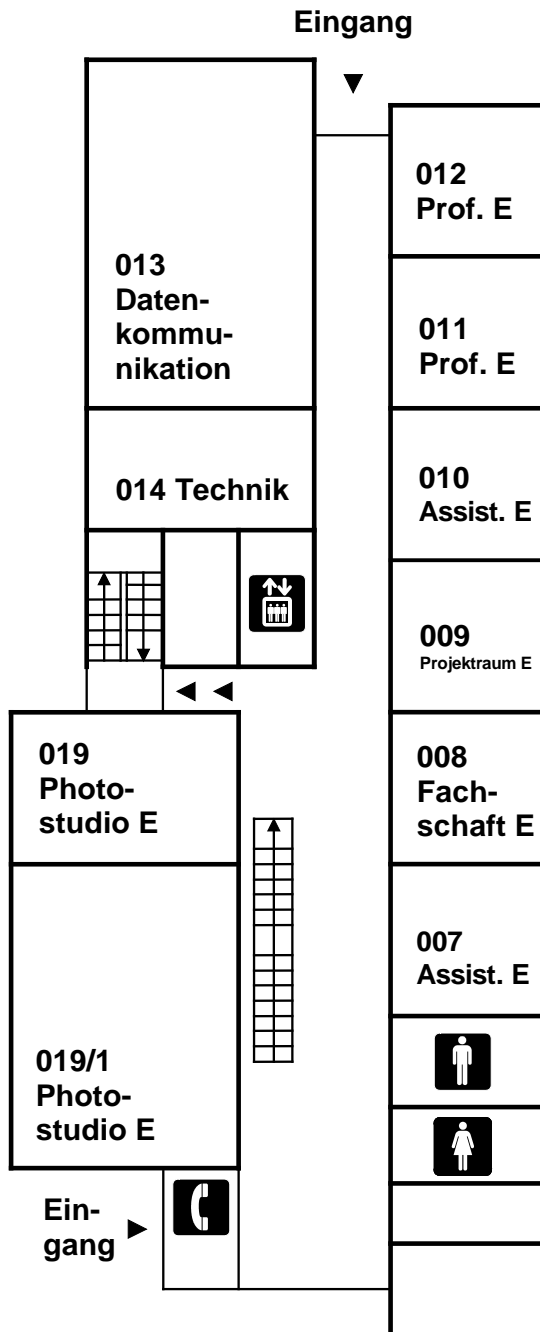 Eingang
012
Prof. E
013
Daten-
kommu-
nikation
011
Prof. E
014 Technik
010
Assist. E
009
Projektraum E
019
Photo-
studio E
008
Fach-
schaft E
007
Assist. E
019/1
Photo-
studio E
Ein-
gang